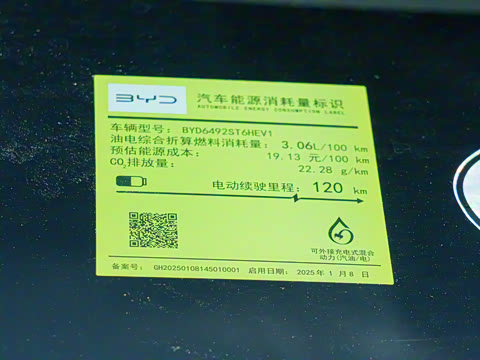 BYD
汽车能源消耗量标识
AUTOMOBILE ENERGY CONSUMPTION LABEL
车辆型号: BYD6492ST6HEV1
油电综合折算燃料消耗量: 3.06L/100 km
预估能源成本: 19.13 元/100 km
CO₂排放量: 22.28 g/km
电动续驶里程: 120 km
可外接充电式混合
动力(汽油/电)
备案号: GH20250108145010001 启用日期: 2025年 1 月 8 日